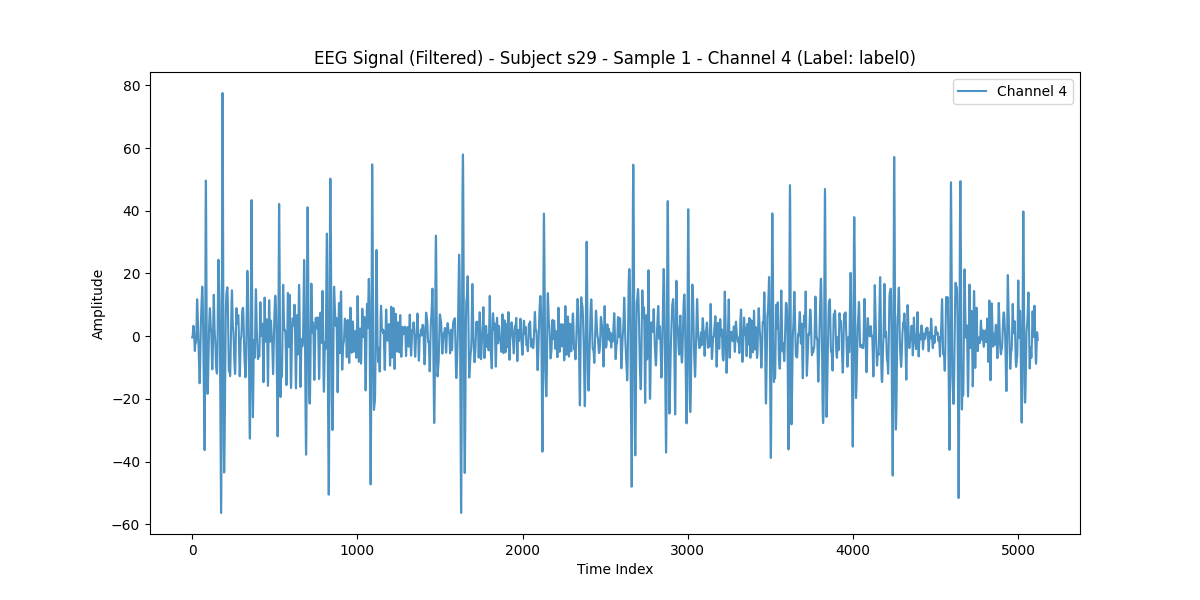 EEG Signal (Filtered) - Subject s29 - Sample 1 - Channel 4 (Label: label0)
Channel 4
80
60
40
20
0
−20
−40
−60
Amplitude
0 1000 2000 3000 4000 5000
Time Index